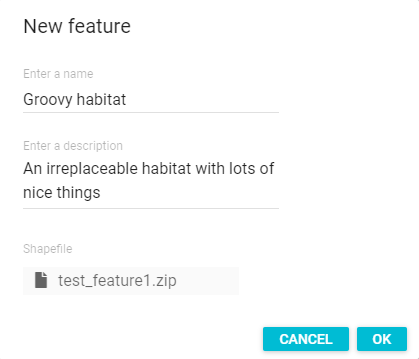 New feature
Enter a name
Groovy habitat
Enter a description
An irreplaceable habitat with lots of
nice things
Shapefile
test_feature1.zip
CANCEL OK